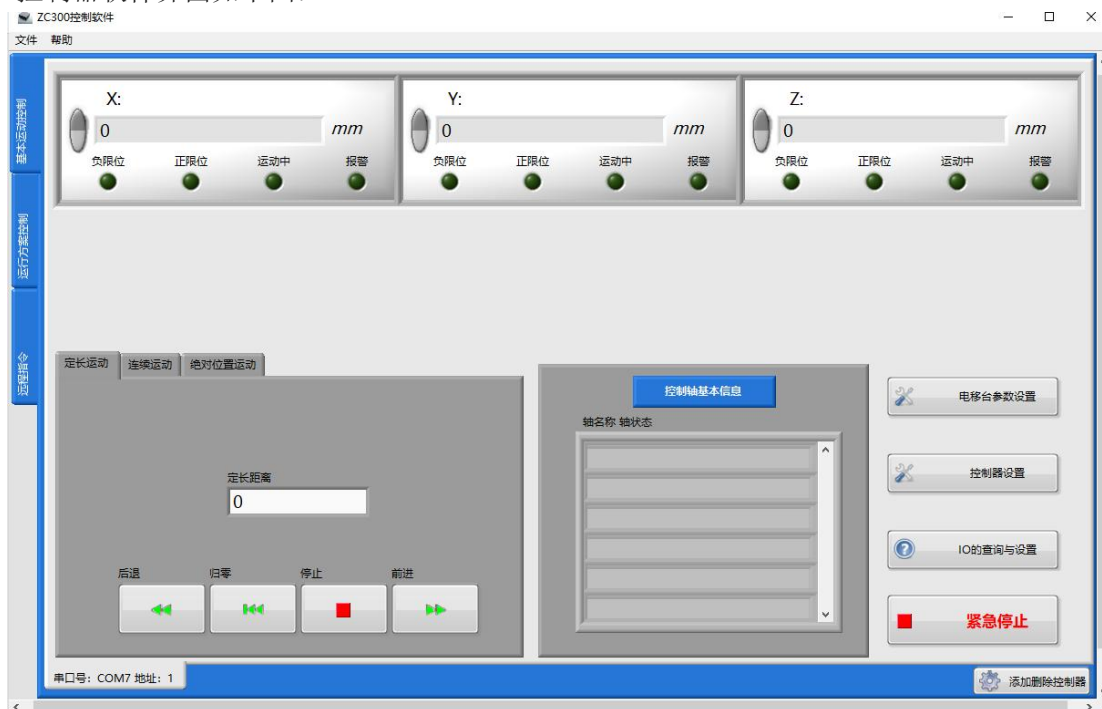 ZC300控制软件
文件 帮助
基本运动控制
运行方案控制
远程指令
X:
0 mm
负限位 正限位 运动中 报警
Y:
0 mm
负限位 正限位 运动中 报警
Z:
0 mm
负限位 正限位 运动中 报警
定长运动 连续运动 绝对位置运动
定长距离
0
后退 归零 停止 前进
控制轴基本信息
轴名称 轴状态
电移台参数设置
控制器设置
IO的查询与设置
紧急停止
串口号: COM7 地址: 1
添加删除控制器